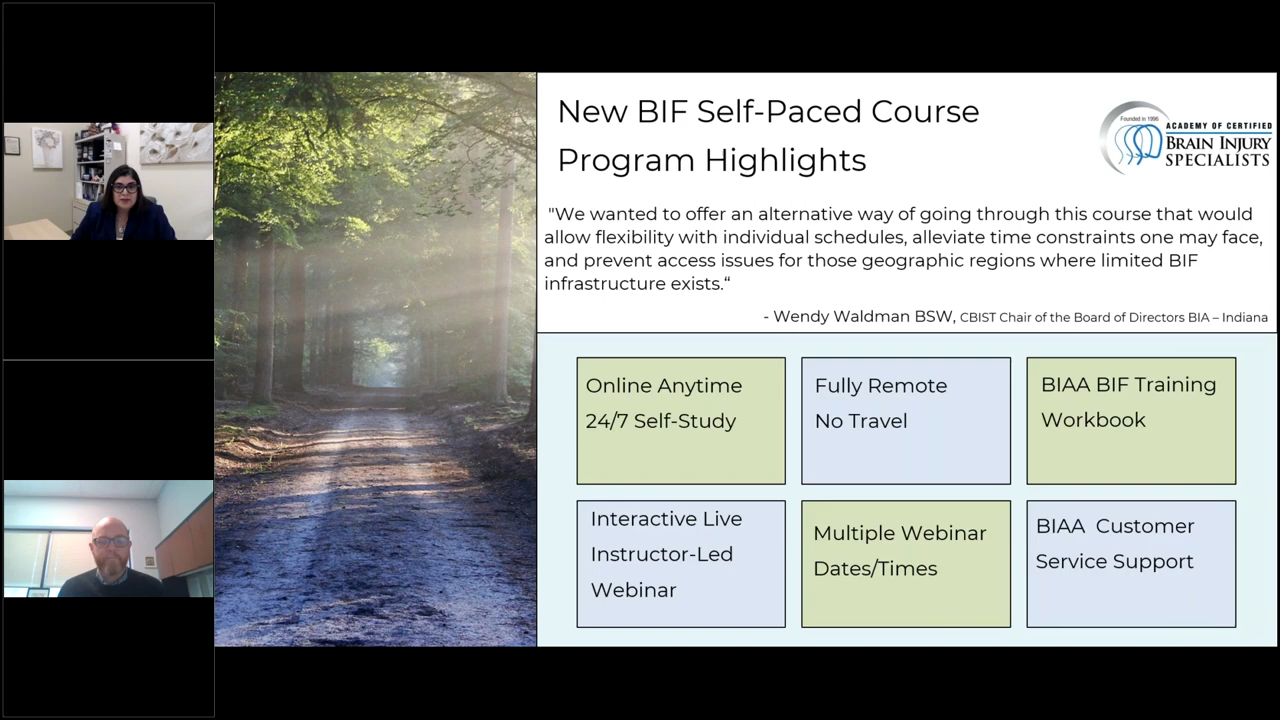 New BIF Self-Paced Course
Program Highlights
Founded in 1996
ACADEMY OF CERTIFIED
BRAIN INJURY
SPECIALISTS
"We wanted to offer an alternative way of going through this course that would
allow flexibility with individual schedules, alleviate time constraints one may face,
and prevent access issues for those geographic regions where limited BIF
infrastructure exists.“
- Wendy Waldman BSW, CBIST Chair of the Board of Directors BIA – Indiana
Online Anytime
24/7 Self-Study
Fully Remote
No Travel
BIAA BIF Training
Workbook
Interactive Live
Instructor-Led
Webinar
Multiple Webinar
Dates/Times
BIAA Customer
Service Support